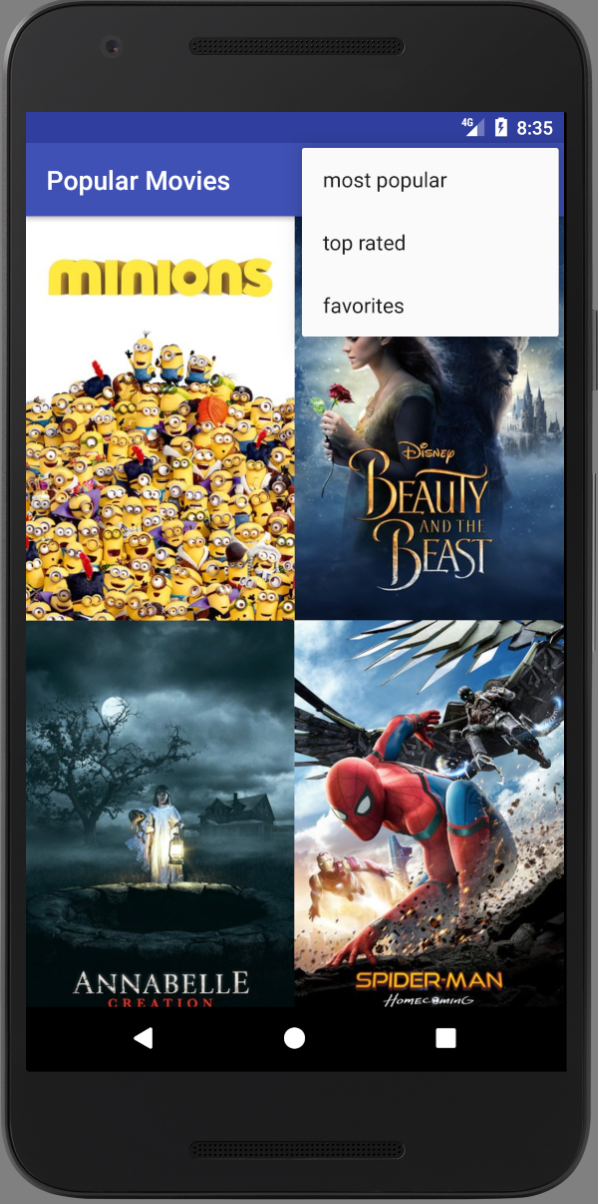 4G 8:35
Popular Movies
most popular
top rated
favorites
minions
Disney
BEAUTY
AND THE
BEAST
ANNABELLE
CREATION
SPIDER-MAN
HOMECOMING